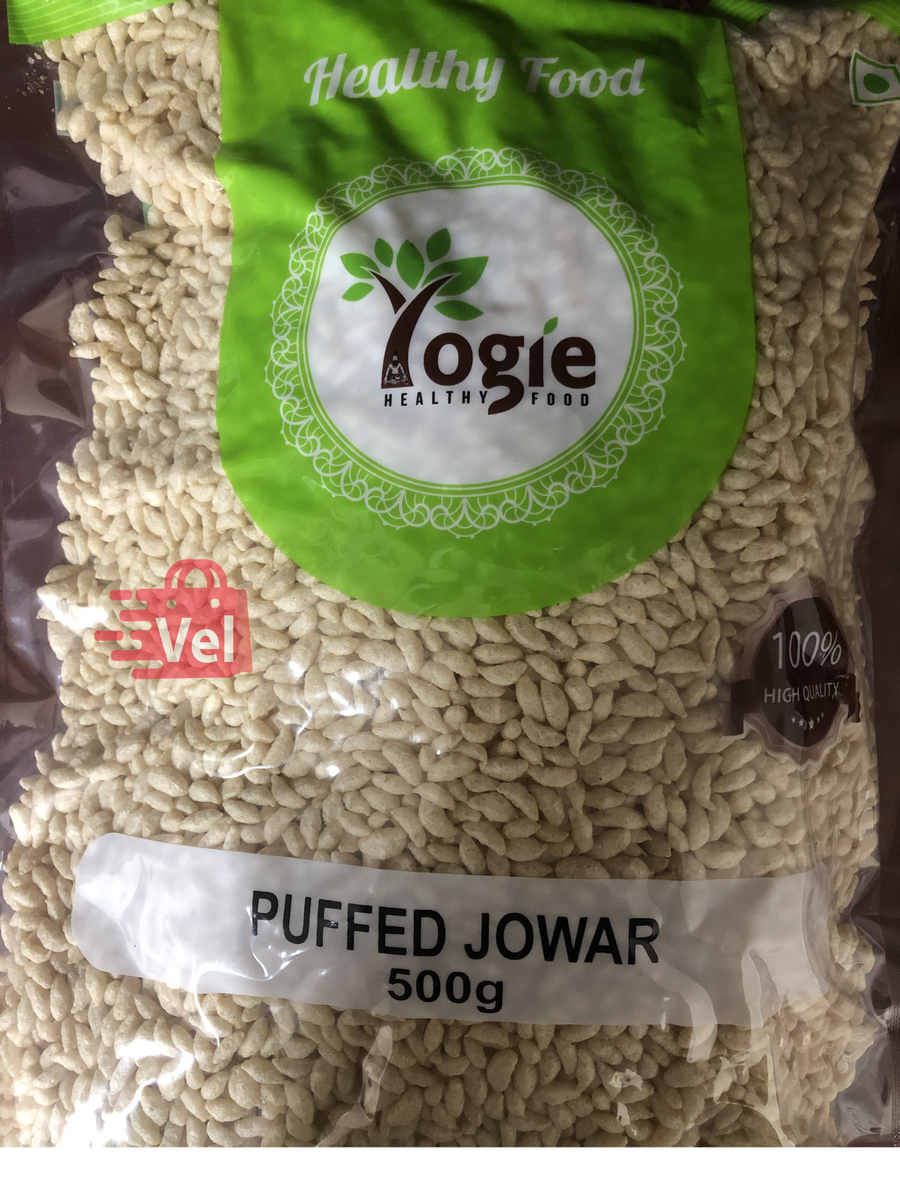 Healthy Food
Yogie
HEALTHY FOOD
Vel
100%
HIGH QUALITY
PUFFED JOWAR
500g